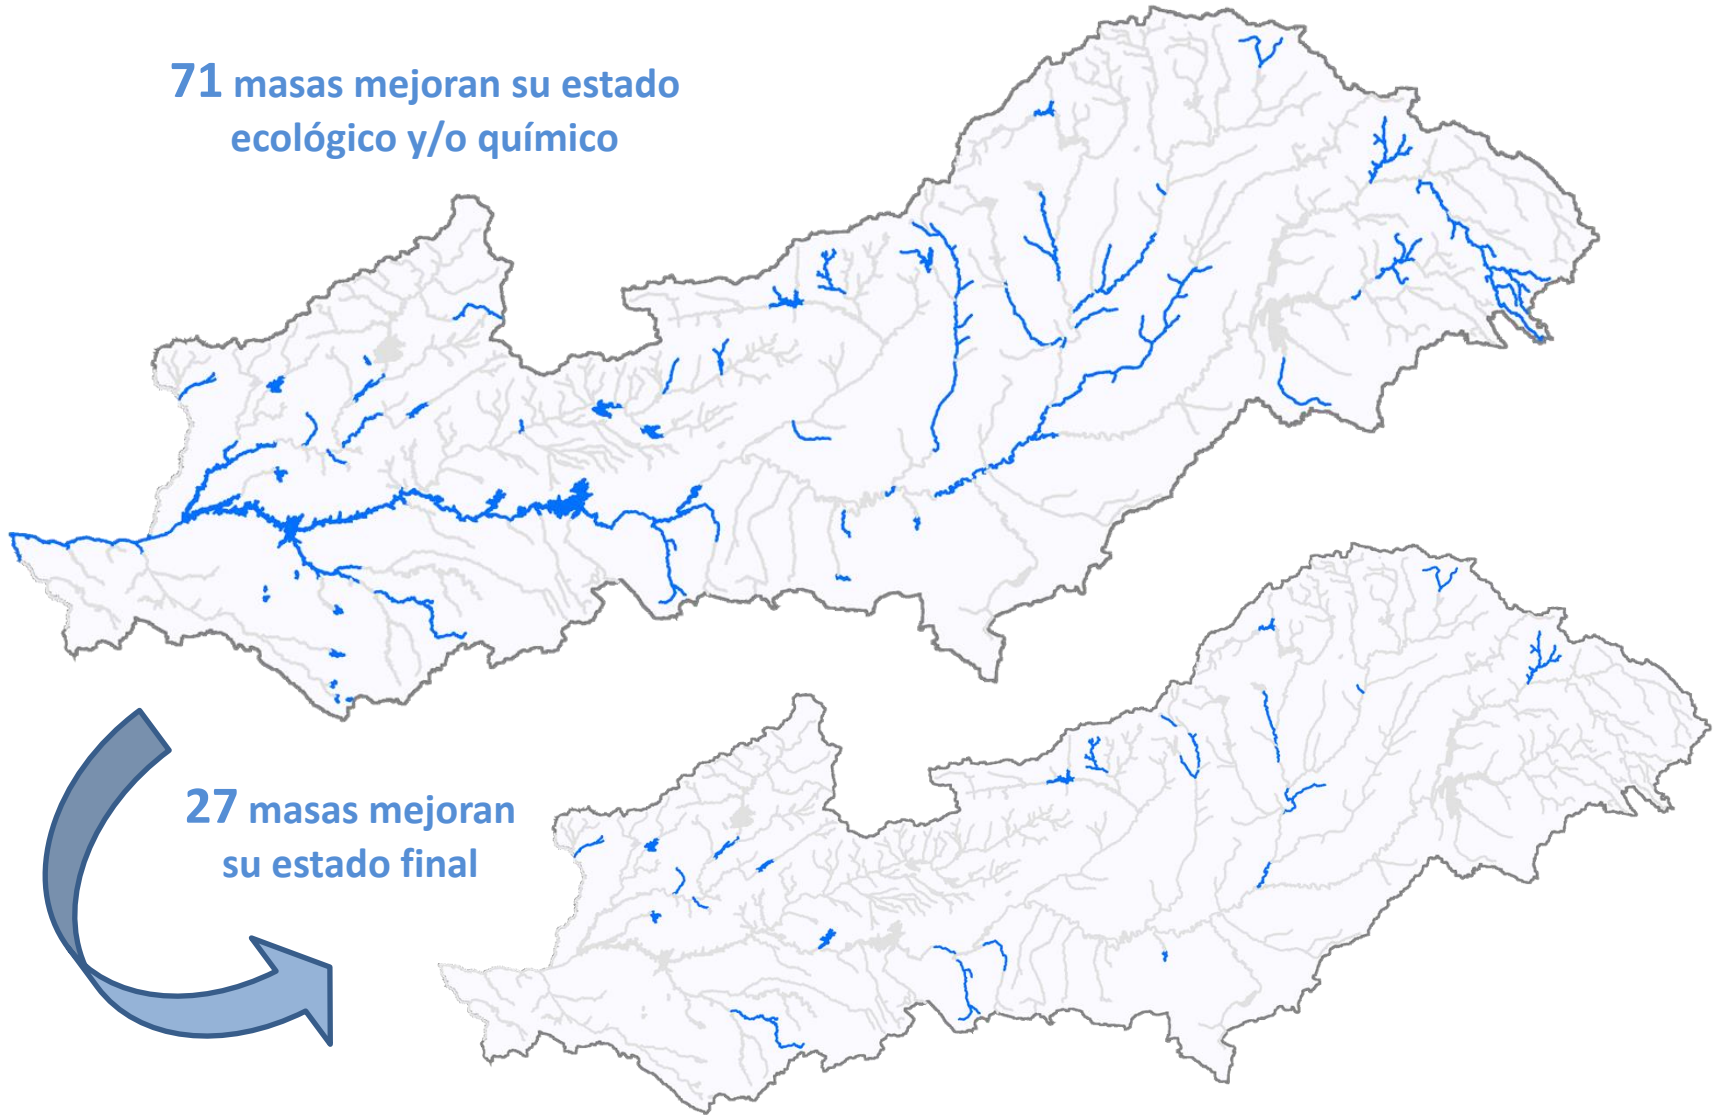 71 masas mejoran su estado
ecológico y/o químico
27 masas mejoran
su estado final